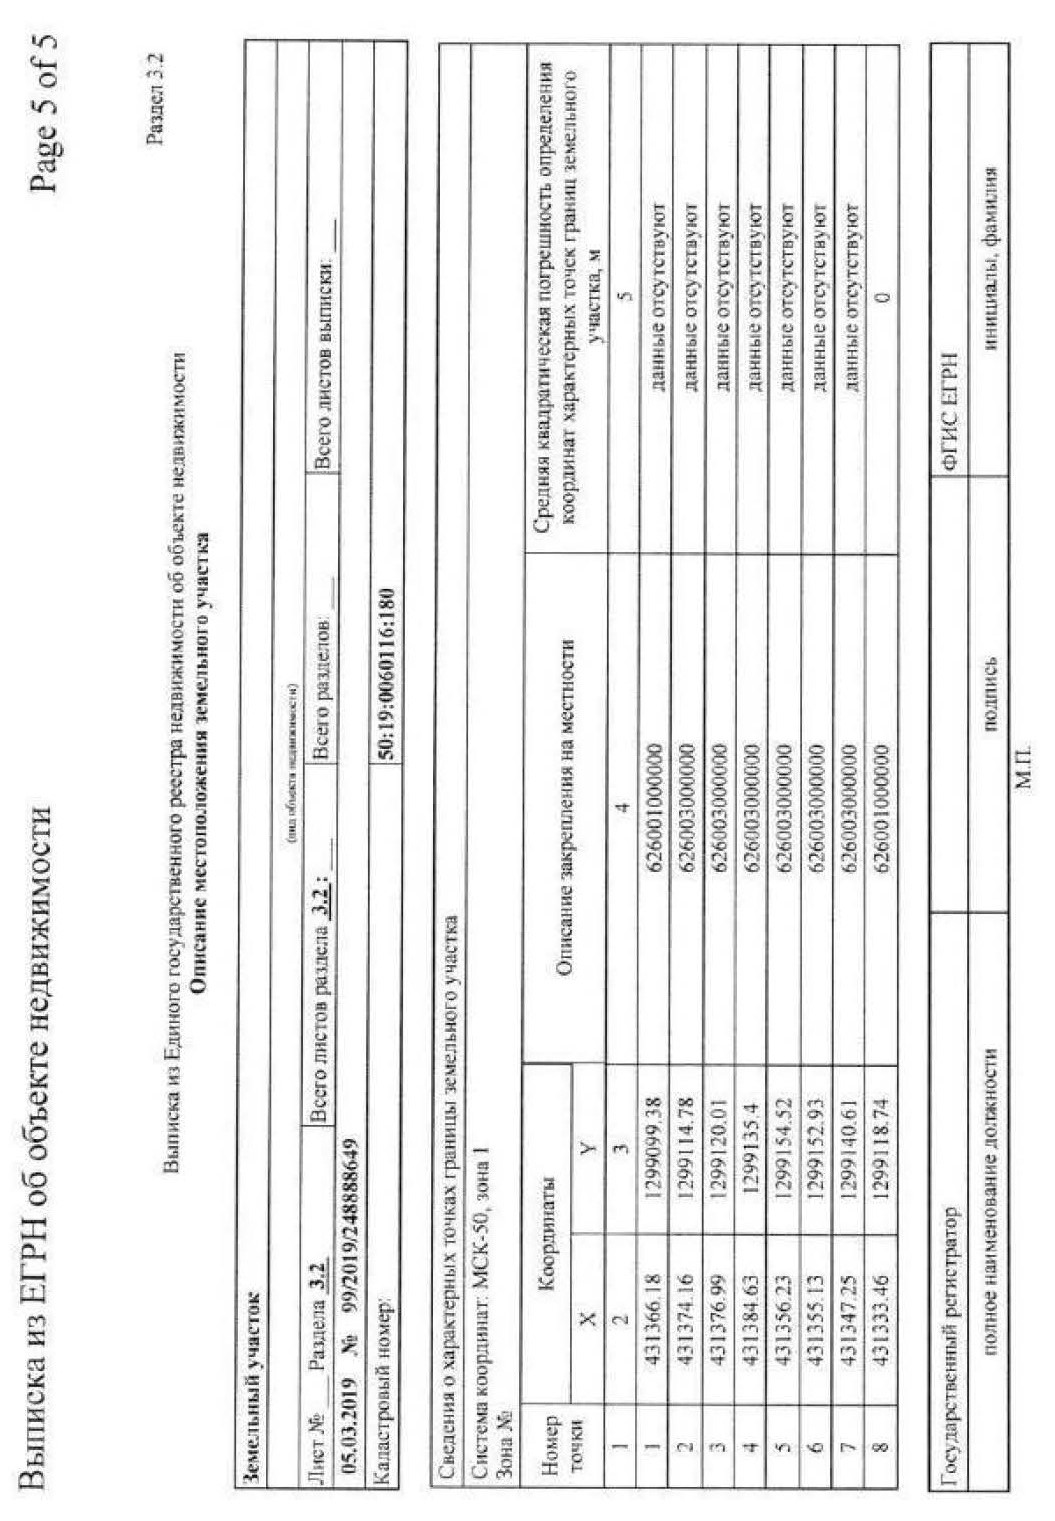 Выписка из ЕГРН об объекте недвижимости Page 5 of 5
Раздел 3.2
Выписка из Единого государственного реестра недвижимости об объекте недвижимости
Описание местоположения земельного участка
Земельный участок
(вид объекта недвижимости)
Лист № ___ Раздела 3.2 Всего листов раздела 3.2 : ___ Всего разделов: ___ Всего листов выписки: ___
05.03.2019 № 99/2019/248888649
Кадастровый номер: 50:19:0060116:180
Сведения о характерных точках границы земельного участка
Система координат: МСК-50, зона 1
Зона №
Номер точки Координаты Описание закрепления на местности Средняя квадратическая погрешность определения
координат характерных точек границ земельного
участка, м
X Y
1 2 3 4 5
1 431366.18 1299099.38 626001000000 данные отсутствуют
2 431374.16 1299114.78 626003000000 данные отсутствуют
3 431376.99 1299120.01 626003000000 данные отсутствуют
4 431384.63 1299135.4 626003000000 данные отсутствуют
5 431356.23 1299154.52 626003000000 данные отсутствуют
6 431355.13 1299152.93 626003000000 данные отсутствуют
7 431347.25 1299140.61 626003000000 данные отсутствуют
8 431333.46 1299118.74 626001000000 0
Государственный регистратор ФГИС ЕГРН
полное наименование должности подпись инициалы, фамилия
М.П.